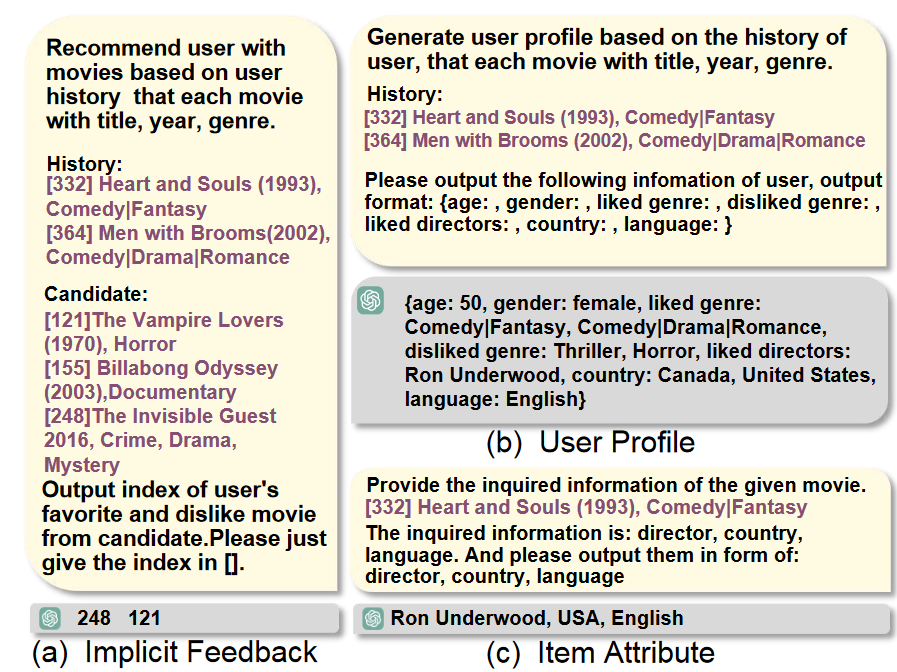 Recommend user with
movies based on user
history that each movie
with title, year, genre.
History:
[332] Heart and Souls (1993),
Comedy|Fantasy
[364] Men with Brooms(2002),
Comedy|Drama|Romance
Candidate:
[121]The Vampire Lovers
(1970), Horror
[155] Billabong Odyssey
(2003),Documentary
[248]The Invisible Guest
2016, Crime, Drama,
Mystery
Output index of user's
favorite and dislike movie
from candidate.Please just
give the index in [].
248 121
(a) Implicit Feedback
Generate user profile based on the history of
user, that each movie with title, year, genre.
History:
[332] Heart and Souls (1993), Comedy|Fantasy
[364] Men with Brooms (2002), Comedy|Drama|Romance
Please output the following infomation of user, output
format: {age: , gender: , liked genre: , disliked genre: ,
liked directors: , country: , language: }
{age: 50, gender: female, liked genre:
Comedy|Fantasy, Comedy|Drama|Romance,
disliked genre: Thriller, Horror, liked directors:
Ron Underwood, country: Canada, United States,
language: English}
(b) User Profile
Provide the inquired information of the given movie.
[332] Heart and Souls (1993), Comedy|Fantasy
The inquired information is: director, country,
language. And please output them in form of:
director, country, language
Ron Underwood, USA, English
(c) Item Attribute